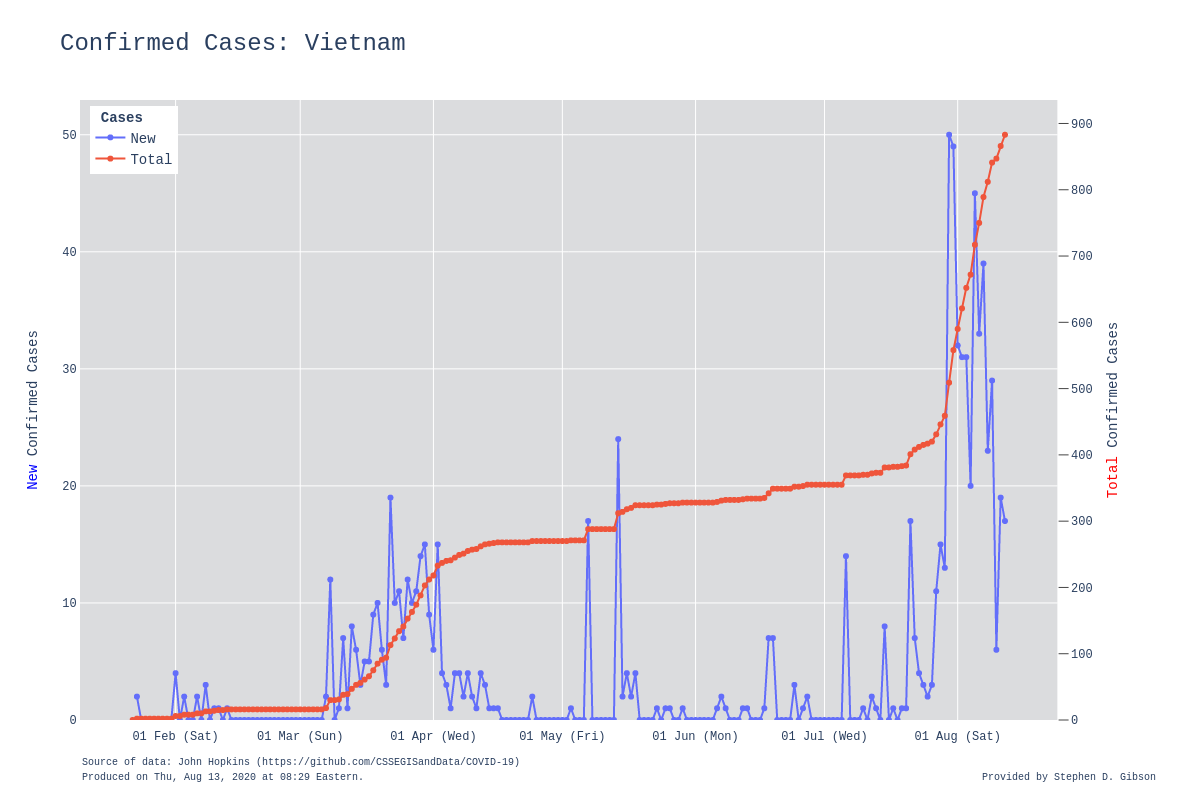 Confirmed Cases: Vietnam
Cases
New
Total
50
40
30
20
10
0
900
800
700
600
500
400
300
200
100
0
New Confirmed Cases
Total Confirmed Cases
01 Feb (Sat)
01 Mar (Sun)
01 Apr (Wed)
01 May (Fri)
01 Jun (Mon)
01 Jul (Wed)
01 Aug (Sat)
Source of data: John Hopkins (https://github.com/CSSEGISandData/COVID-19)
Produced on Thu, Aug 13, 2020 at 08:29 Eastern.
Provided by Stephen D. Gibson